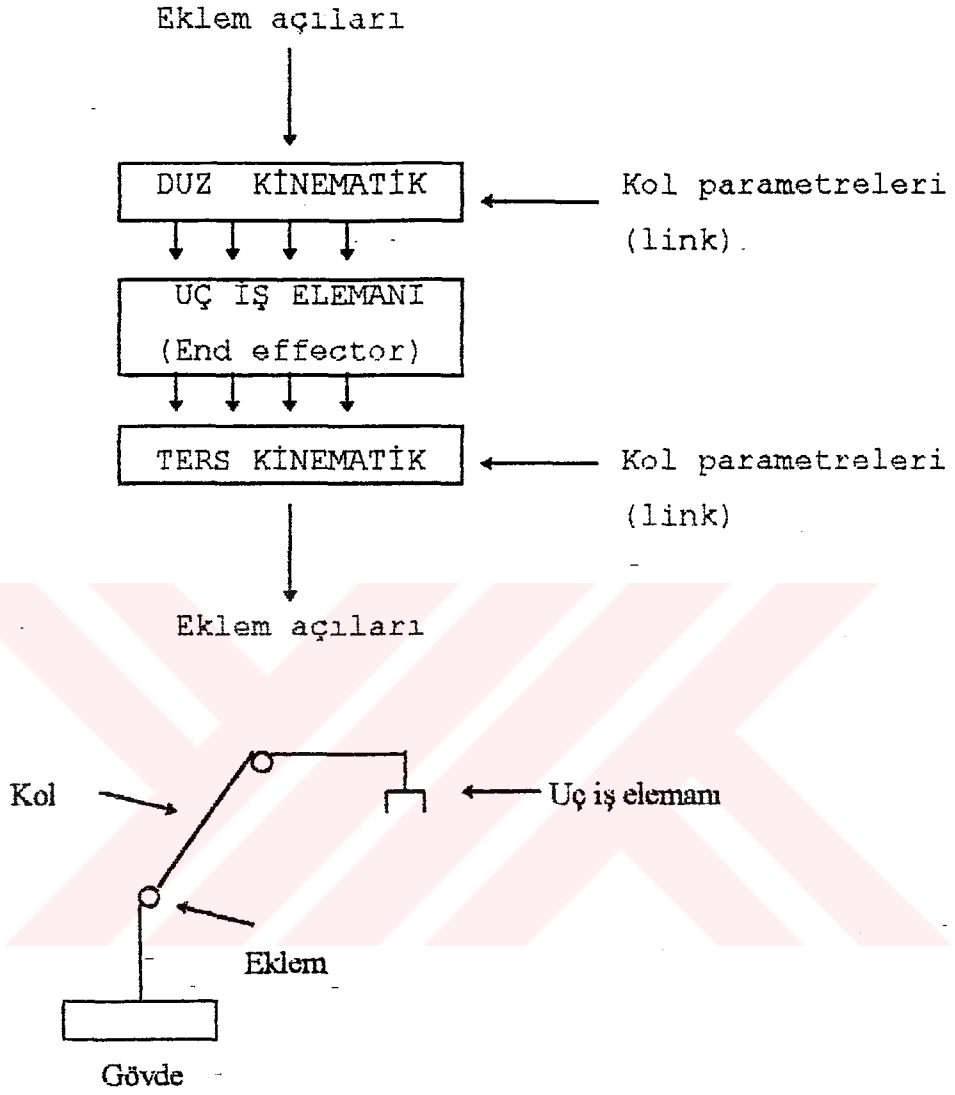 Eklem açıları
DUZ KİNEMATİK
Kol parametreleri
(link)
UÇ İŞ ELEMANI
(End effector)
TERS KİNEMATİK
Kol parametreleri
(link)
Eklem açıları
Kol
Uç iş elemanı
Eklem
Gövde